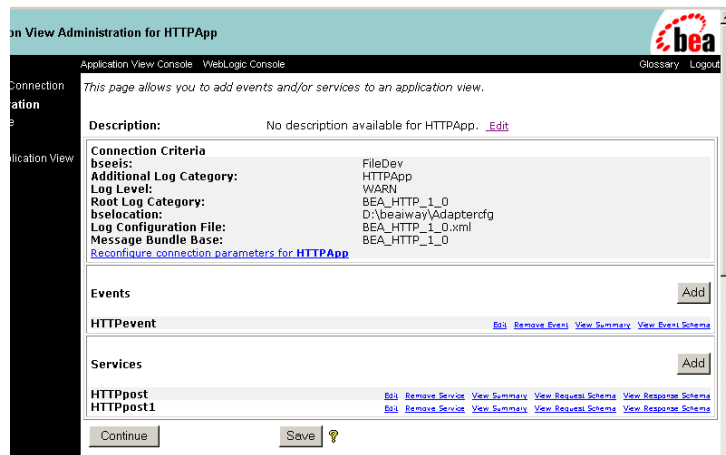 on View Administration for HTTPApp
bea
Application View Console WebLogic Console Glossary Logout
Connection
ration
e
plication View
This page allows you to add events and/or services to an application view.
Description: No description available for HTTPApp. Edit
Connection Criteria
bseeis: FileDev
Additional Log Category: HTTPApp
Log Level: WARN
Root Log Category: BEA_HTTP_1_0
bselocation: D:\beaiway\Adaptercfg
Log Configuration File: BEA_HTTP_1_0.xml
Message Bundle Base: BEA_HTTP_1_0
Reconfigure connection parameters for HTTPApp
Events Add
HTTPevent Edit Remove Event View Summary View Event Schema
Services Add
HTTPpost Edit Remove Service View Summary View Request Schema View Response Schema
HTTPpost1 Edit Remove Service View Summary View Request Schema View Response Schema
Continue Save ?